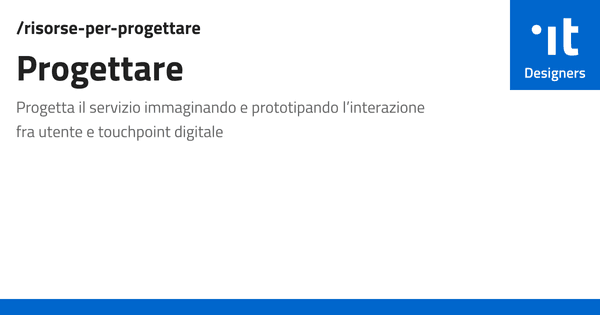 /risorse-per-progettare
Progettare
Progetta il servizio immaginando e prototipando l’interazione
fra utente e touchpoint digitale
it
Designers